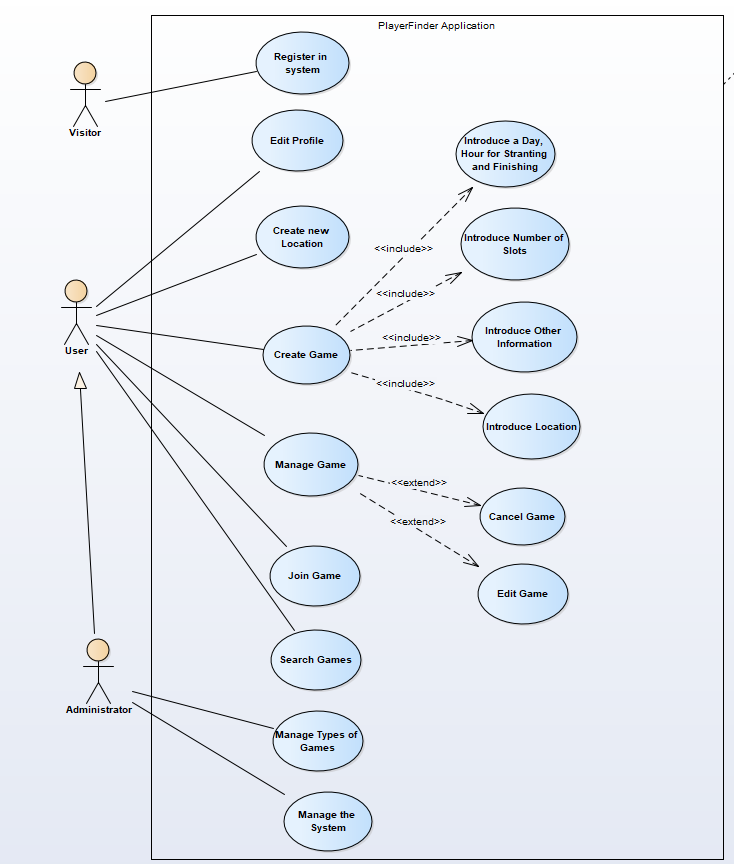 PlayerFinder Application
Register in
system
Visitor
Edit Profile
Introduce a Day,
Hour for Stranting
and Finishing
Create new
Location
<<include>>
Introduce Number of
Slots
<<include>>
User
Create Game
<<include>>
Introduce Other
Information
<<include>>
Introduce Location
Manage Game
<<extend>>
Cancel Game
<<extend>>
Join Game
Edit Game
Search Games
Administrator
Manage Types of
Games
Manage the
System